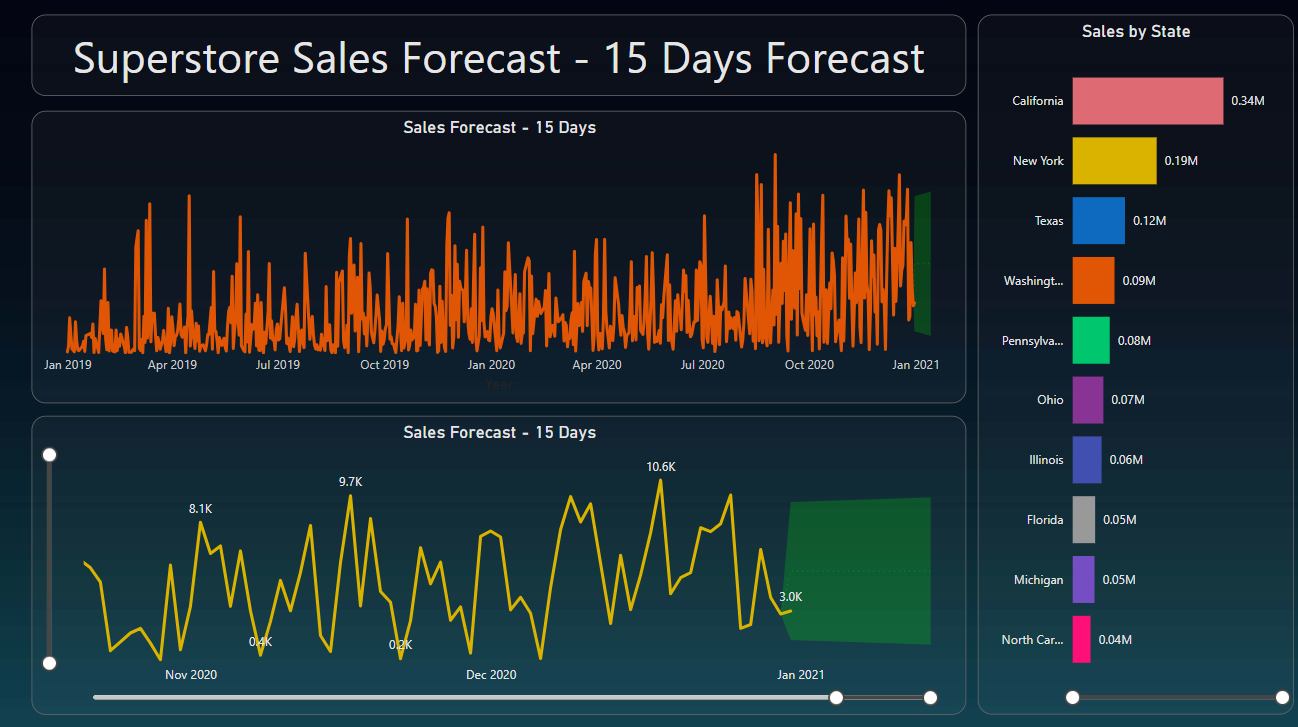 Superstore Sales Forecast - 15 Days Forecast
Sales Forecast - 15 Days
Jan 2019 Apr 2019 Jul 2019 Oct 2019 Jan 2020 Apr 2020 Jul 2020 Oct 2020 Jan 2021
Year
Sales Forecast - 15 Days
10.6K
9.7K
8.1K
3.0K
0.4K 0.2K
Nov 2020 Dec 2020 Jan 2021
Sales by State
California 0.34M
New York 0.19M
Texas 0.12M
Washingt... 0.09M
Pennsylva... 0.08M
Ohio 0.07M
Illinois 0.06M
Florida 0.05M
Michigan 0.05M
North Car... 0.04M